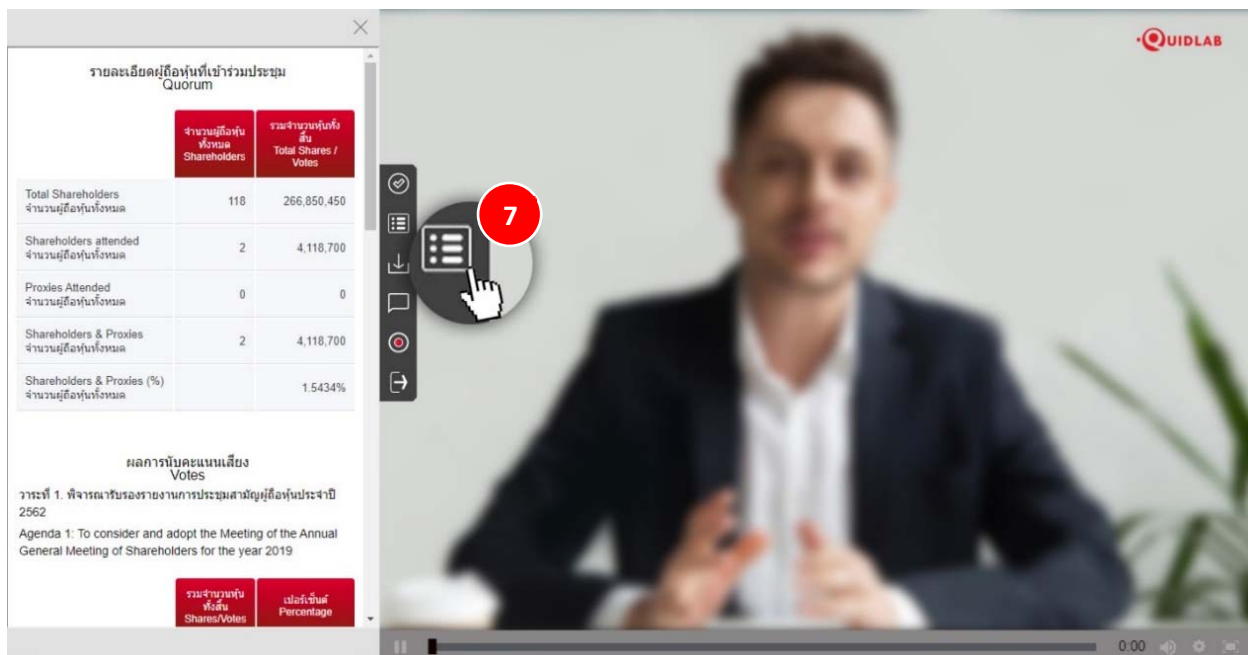 QUIDLAB
รายละเอียดผู้ถือหุ้นที่เข้าร่วมประชุม
Quorum
จำนวนผู้ถือหุ้น
ทั้งหมด
Shareholders
รวมจำนวนหุ้นทั้ง
สิ้น
Total Shares /
Votes
Total Shareholders
จำนวนผู้ถือหุ้นทั้งหมด
118
266,850,450
Shareholders attended
จำนวนผู้ถือหุ้นทั้งหมด
2
4,118,700
Proxies Attended
จำนวนผู้ถือหุ้นทั้งหมด
0
0
Shareholders & Proxies
จำนวนผู้ถือหุ้นทั้งหมด
2
4,118,700
Shareholders & Proxies (%)
จำนวนผู้ถือหุ้นทั้งหมด
1.5434%
7
ผลการนับคะแนนเสียง
Votes
วาระที่ 1. พิจารณารับรองรายงานการประชุมสามัญผู้ถือหุ้นประจำปี
2562
Agenda 1: To consider and adopt the Meeting of the Annual
General Meeting of Shareholders for the year 2019
รวมจำนวนหุ้น
ทั้งสิ้น
Shares/Votes
เปอร์เซ็นต์
Percentage
0:00